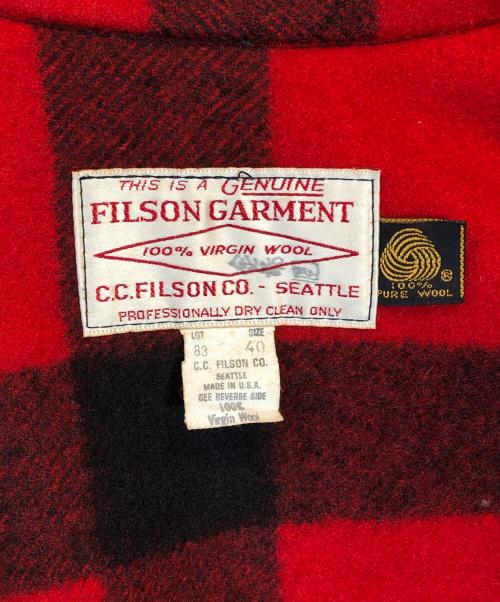 THIS IS A GENUINE
FILSON GARMENT
100% VIRGIN WOOL
C.C. FILSON CO. - SEATTLE
PROFESSIONALLY DRY CLEAN ONLY
100%
PURE WOOL
®
LOT SIZE
83 40
C.C. FILSON CO.
SEATTLE
MADE IN U.S.A.
SEE REVERSE SIDE
100%
Virgin Wool